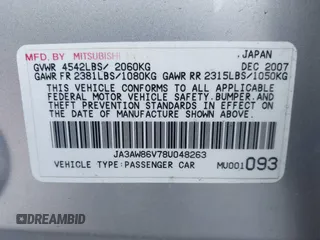 MFD. BY MITSUBISHI
JAPAN
GVWR 4542LBS/ 2060KG
DEC 2007
GAWR FR 2381LBS/1080KG GAWR RR 2315LBS/1050KG
THIS VEHICLE CONFORMS TO ALL APPLICABLE
FEDERAL MOTOR VEHICLE SAFETY,BUMPER,AND
THEFT PREVENTION STANDARDS IN EFFECT ON
THE DATE OF MANUFACTURE SHOWN ABOVE.
JA3AW86V78U048263
VEHICLE TYPE:PASSENGER CAR
MU001093
© DREAMBID
DREAMBID.COM